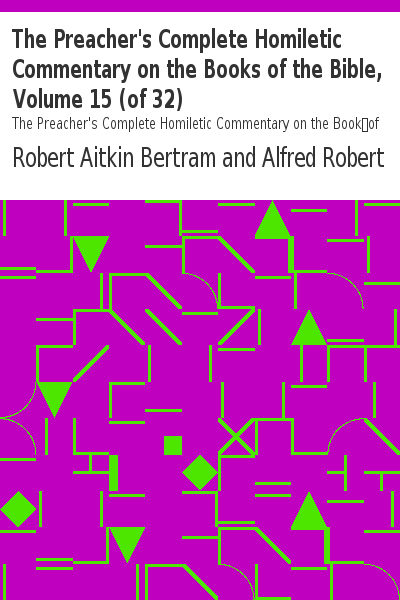 The Preacher's Complete Homiletic
Commentary on the Books of the Bible,
Volume 15 (of 32)
The Preacher's Complete Homiletic Commentary on the Book▯of
Robert Aitkin Bertram and Alfred Robert